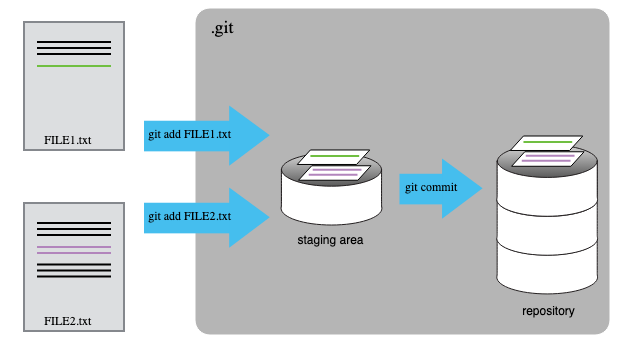 .git
FILE1.txt
git add FILE1.txt
git commit
git add FILE2.txt
staging area
repository
FILE2.txt